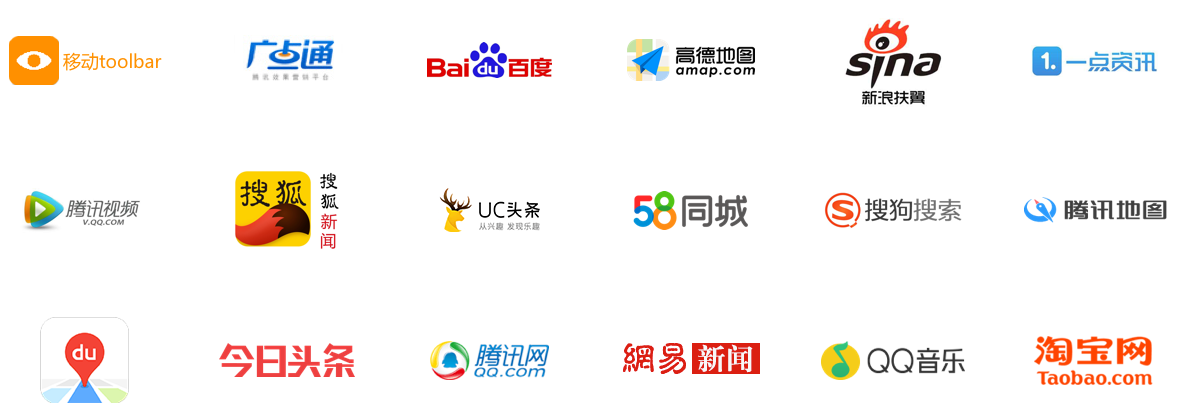 移动toolbar
广点通
腾讯效果营销平台
Bai du 百度
高德地图
amap.com
sina
新浪扶翼
1.
一点资讯
腾讯视频
V.QQ.COM
搜狐
搜狐新闻
UC头条
从兴趣 发现乐趣
58同城
S
搜狗搜索
腾讯地图
du
今日头条
腾讯网
QQ.com
網易新闻
QQ音乐
淘宝网
Taobao.com